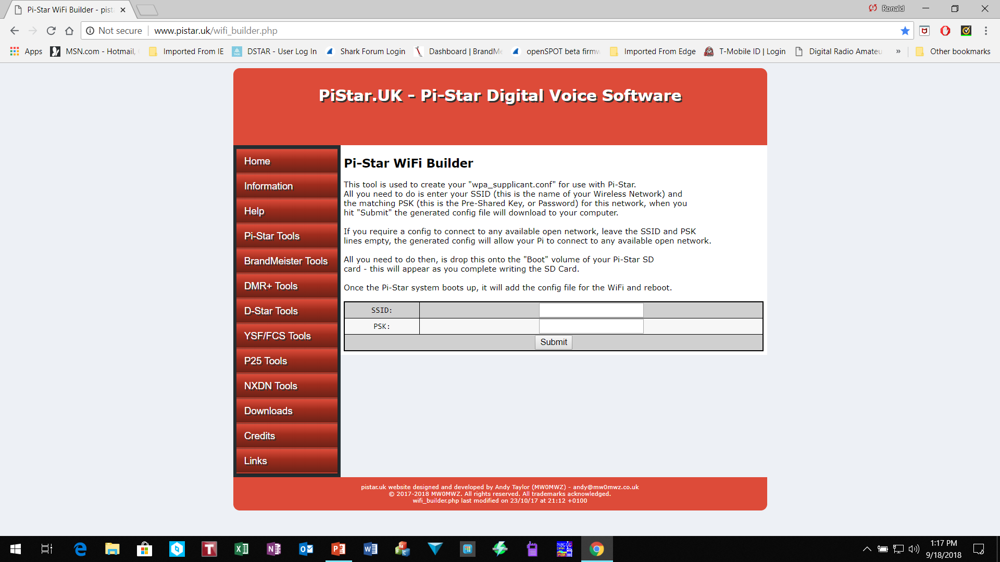 Pi-Star WiFi Builder - pist
Ronald
Not secure
www.pistar.uk/wifi_builder.php
Apps
MSN.com - Hotmail,
Imported From IE
DSTAR - User Log In
Shark Forum Login
Dashboard | BrandMe
openSPOT beta firmw
Imported From Edge
T-Mobile ID | Login
Digital Radio Amateu
»
Other bookmarks
PiStar.UK - Pi-Star Digital Voice Software
Home
Information
Help
Pi-Star Tools
BrandMeister Tools
DMR+ Tools
D-Star Tools
YSF/FCS Tools
P25 Tools
NXDN Tools
Downloads
Credits
Links
Pi-Star WiFi Builder
This tool is used to create your "wpa_supplicant.conf" for use with Pi-Star.
All you need to do is enter your SSID (this is the name of your Wireless Network) and
the matching PSK (this is the Pre-Shared Key, or Password) for this network, when you
hit "Submit" the generated config file will download to your computer.
If you require a config to connect to any available open network, leave the SSID and PSK
lines empty, the generated config will allow your Pi to connect to any available open network.
All you need to do then, is drop this onto the "Boot" volume of your Pi-Star SD
card - this will appear as you complete writing the SD Card.
Once the Pi-Star system boots up, it will add the config file for the WiFi and reboot.
SSID:
PSK:
Submit
pistar.uk website designed and developed by Andy Taylor (MW0MWZ) - andy@mw0mwz.co.uk
© 2017-2018 MW0MWZ. All rights reserved. All trademarks acknowledged.
wifi_builder.php last modified on 23/10/17 at 21:12 +0100
1:17 PM
9/18/2018